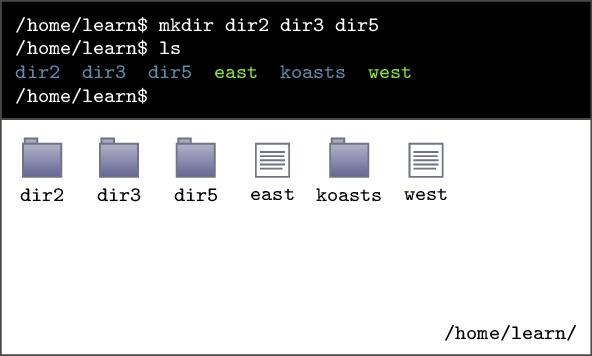 /home/learn$ mkdir dir2 dir3 dir5
/home/learn$ ls
dir2 dir3 dir5 east koasts west
/home/learn$
dir2 dir3 dir5 east koasts west
/home/learn/